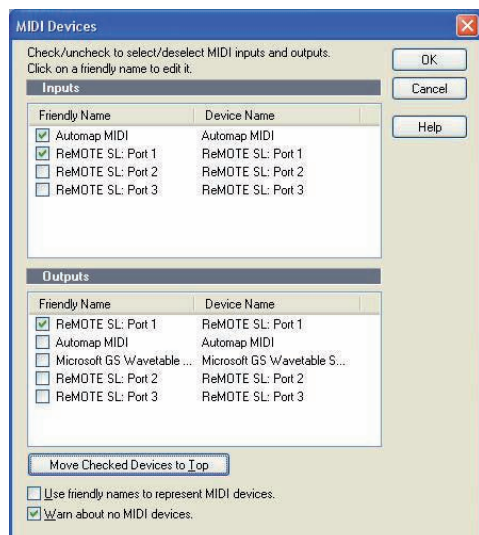 MIDI Devices
Check/uncheck to select/deselect MIDI inputs and outputs.
Click on a friendly name to edit it.
OK
Cancel
Help
Inputs
Friendly Name Device Name
Automap MIDI Automap MIDI
ReMOTE SL: Port 1 ReMOTE SL: Port 1
ReMOTE SL: Port 2 ReMOTE SL: Port 2
ReMOTE SL: Port 3 ReMOTE SL: Port 3
Outputs
Friendly Name Device Name
ReMOTE SL: Port 1 ReMOTE SL: Port 1
Automap MIDI Automap MIDI
Microsoft GS Wavetable ... Microsoft GS Wavetable S...
ReMOTE SL: Port 2 ReMOTE SL: Port 2
ReMOTE SL: Port 3 ReMOTE SL: Port 3
Move Checked Devices to Top
Use friendly names to represent MIDI devices.
Warn about no MIDI devices.